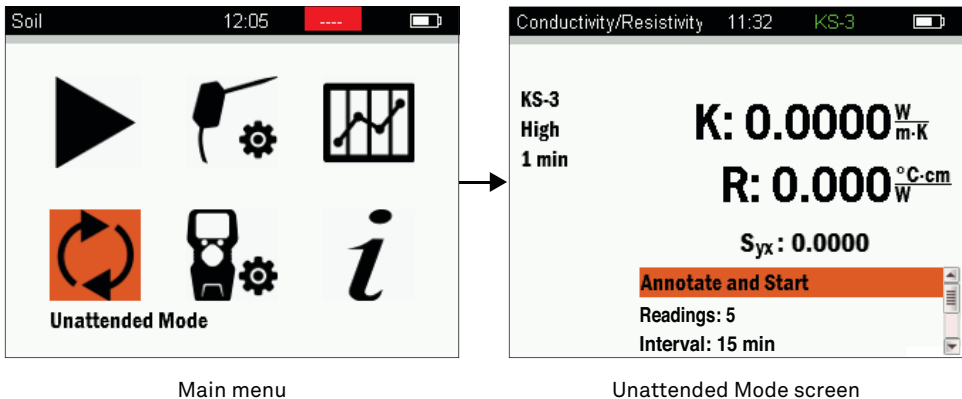 Soil 12:05 ----
Unattended Mode
Main menu
Conductivity/Resistivity 11:32 KS-3
KS-3
High
1 min
K: 0.0000 W/m·K
R: 0.000 °C·cm/W
Syx: 0.0000
Annotate and Start
Readings: 5
Interval: 15 min
Unattended Mode screen